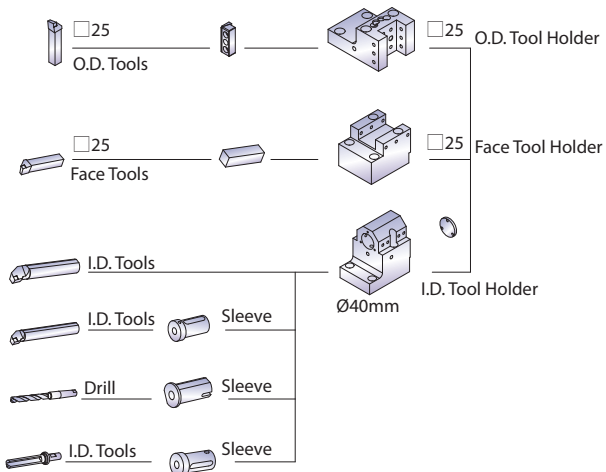 □25
O.D. Tools
□25
O.D. Tool Holder
□25
Face Tools
□25
Face Tool Holder
I.D. Tools
Ø40mm
I.D. Tool Holder
I.D. Tools
Sleeve
Drill
Sleeve
I.D. Tools
Sleeve